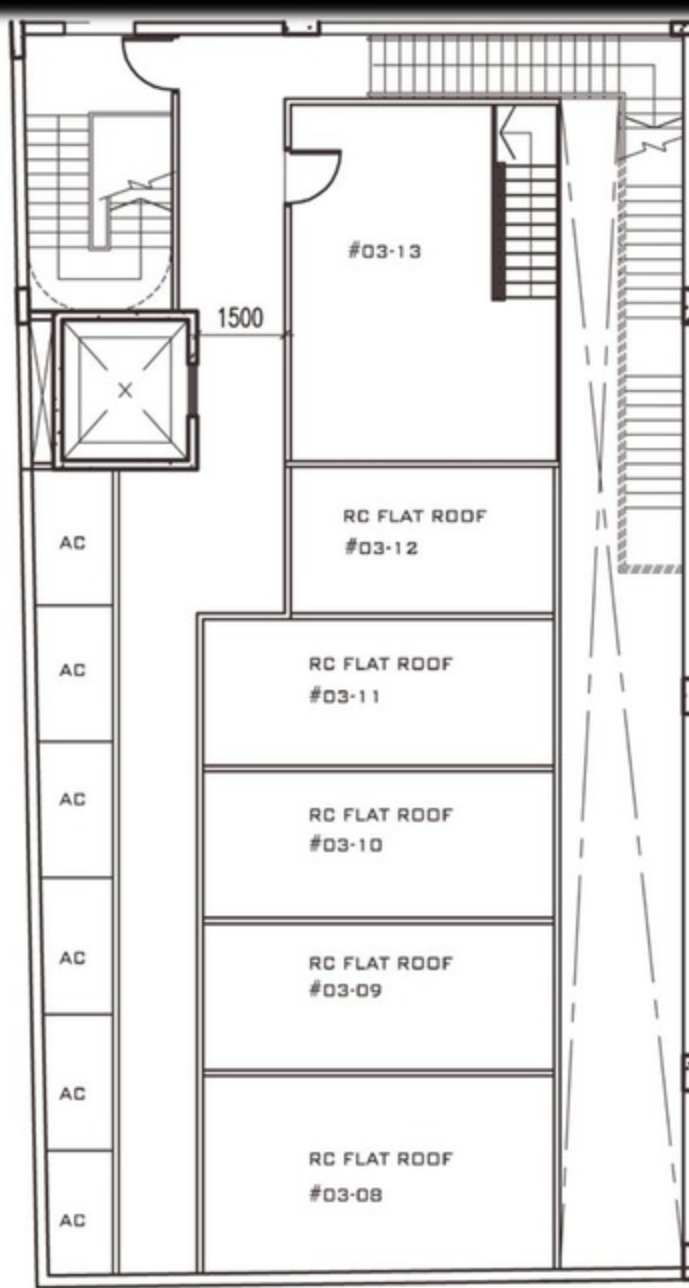 #03-13
1500
RC FLAT ROOF
#03-12
AC
RC FLAT ROOF
#03-11
AC
RC FLAT ROOF
#03-10
AC
RC FLAT ROOF
#03-09
AC
AC
RC FLAT ROOF
#03-08
AC